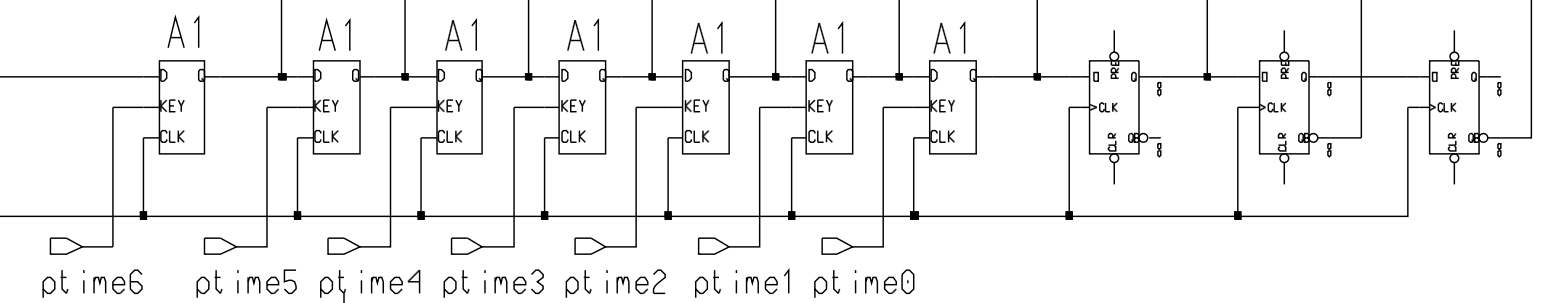 A1 A1 A1 A1 A1 A1 A1
PRE PRE PRE
D Q D Q D Q D Q D Q D Q D Q D Q D Q D Q
KEY KEY KEY KEY KEY KEY KEY CLK CLK CLK
CLK CLK CLK CLK CLK CLK CLK CLR QB CLR QB CLR QB
ptime6 ptime5 ptime4 ptime3 ptime2 ptime1 ptime0